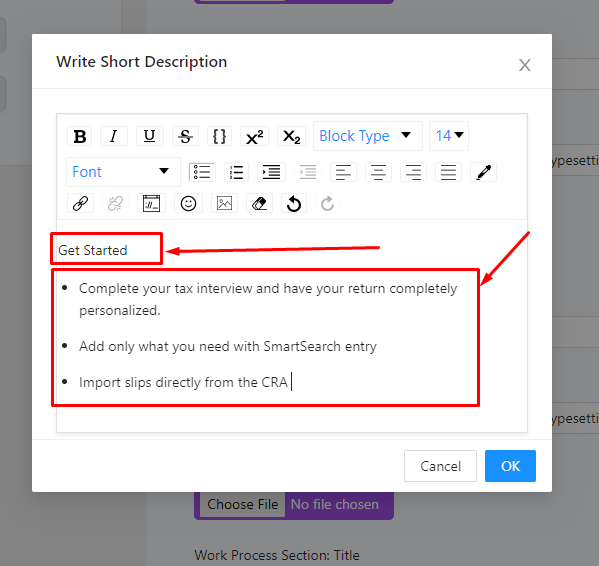 Write Short Description
X
B I U S {} X² X₂ Block Type 14
Font
Get Started
• Complete your tax interview and have your return completely
personalized.
• Add only what you need with SmartSearch entry
• Import slips directly from the CRA
ypesetti
ypesetti
Cancel OK
Choose File No file chosen
Work Process Section: Title